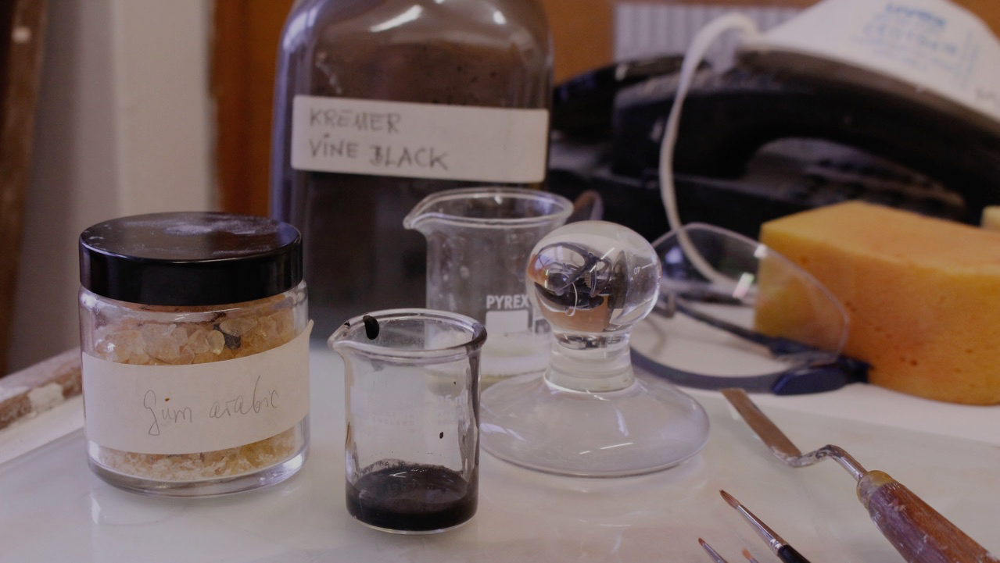 KREMER
VINE BLACK
PYREX
Gum arabic